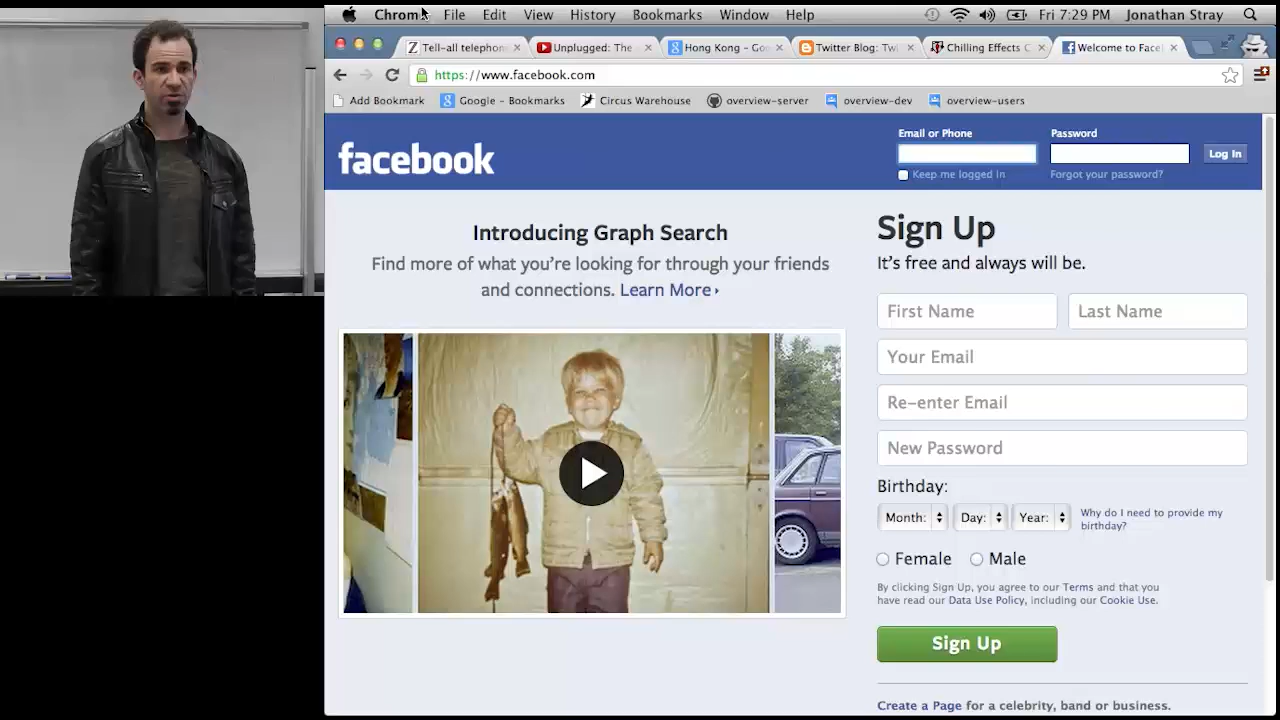 Chrome File Edit View History Bookmarks Window Help Fri 7:29 PM Jonathan Stray
Tell-all telephon Unplugged: The Hong Kong - Go Twitter Blog: Twi Chilling Effects C Welcome to Face
https://www.facebook.com
Add Bookmark Google - Bookmarks Circus Warehouse overview-server overview-dev overview-users
Email or Phone Password
facebook
Log In
Keep me logged in Forgot your password?
Introducing Graph Search
Find more of what you're looking for through your friends
and connections. Learn More
Sign Up
It's free and always will be.
First Name Last Name
Your Email
Re-enter Email
New Password
Birthday:
Month: Day: Year: Why do I need to provide my
birthday?
Female Male
By clicking Sign Up, you agree to our Terms and that you
have read our Data Use Policy, including our Cookie Use.
Sign Up
Create a Page for a celebrity, band or business.